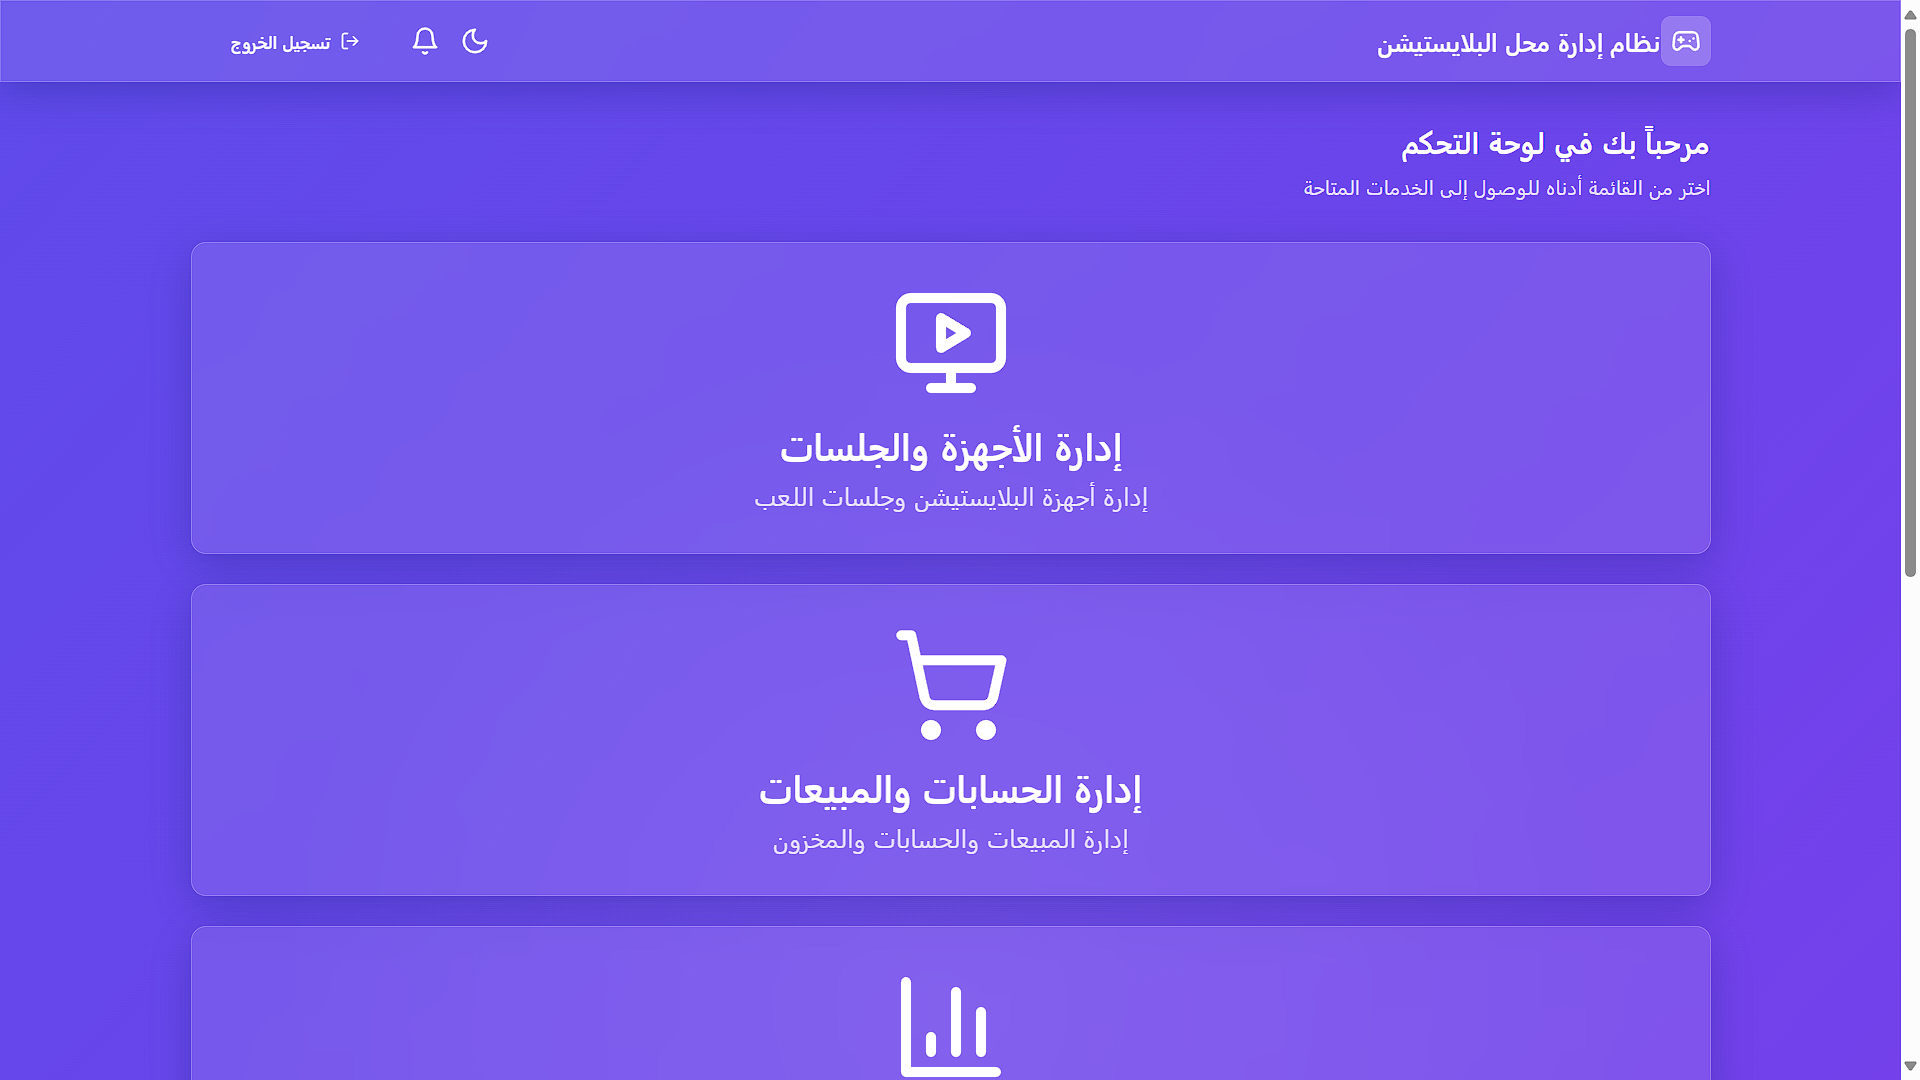 نظام إدارة محل البلايستيشن
تسجيل الخروج
مرحباً بك في لوحة التحكم
اختر من القائمة أدناه للوصول إلى الخدمات المتاحة
إدارة الأجهزة والجلسات
إدارة أجهزة البلايستيشن وجلسات اللعب
إدارة الحسابات والمبيعات
إدارة المبيعات والحسابات والمخزون